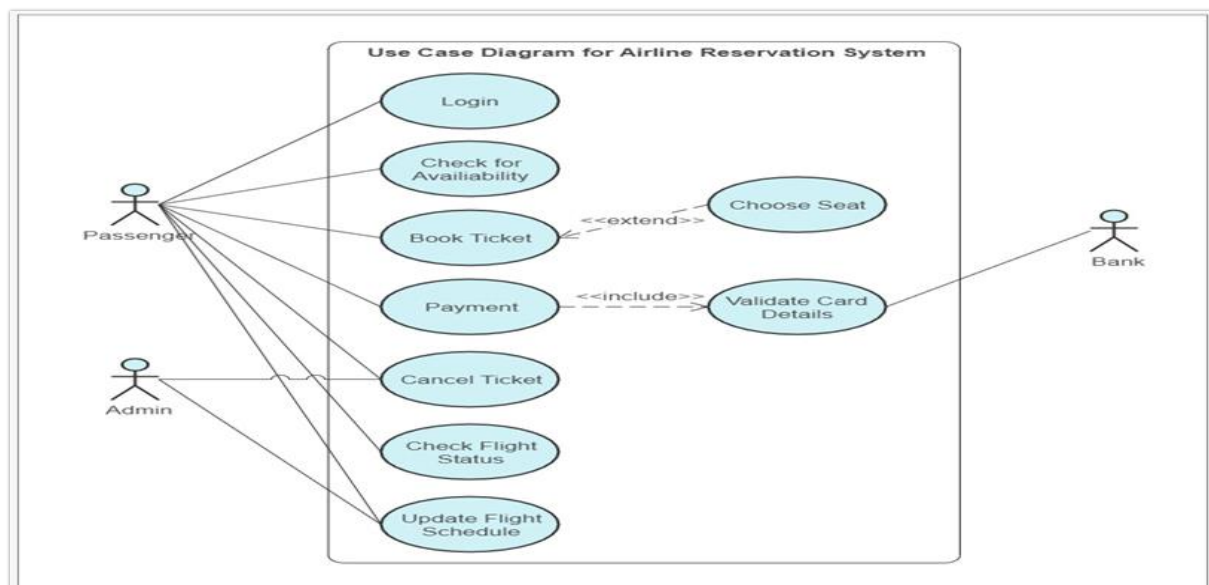 Use Case Diagram for Airline Reservation System
Login
Check for
Availiability
Passenger
Book Ticket
<<extend>>
Choose Seat
Bank
Payment
<<include>>
Validate Card
Details
Admin
Cancel Ticket
Check Flight
Status
Update Flight
Schedule